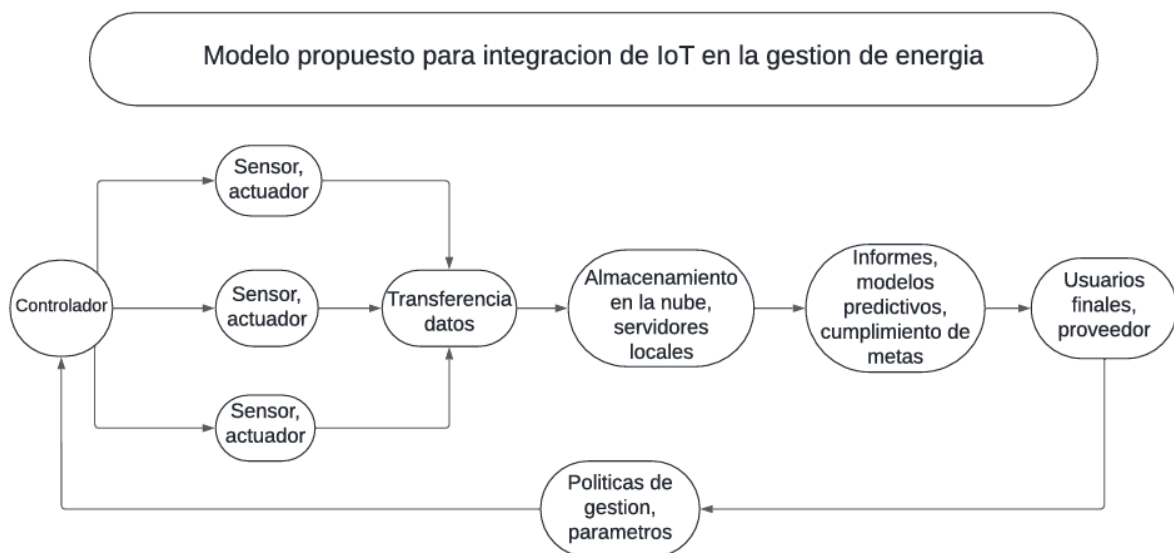 Modelo propuesto para integracion de IoT en la gestion de energia
Sensor,
actuador
Controlador
Sensor,
actuador
Sensor,
actuador
Transferencia
datos
Almacenamiento
en la nube,
servidores
locales
Informes,
modelos
predictivos,
cumplimiento de
metas
Usuarios
finales,
proveedor
Politicas de
gestion,
parametros